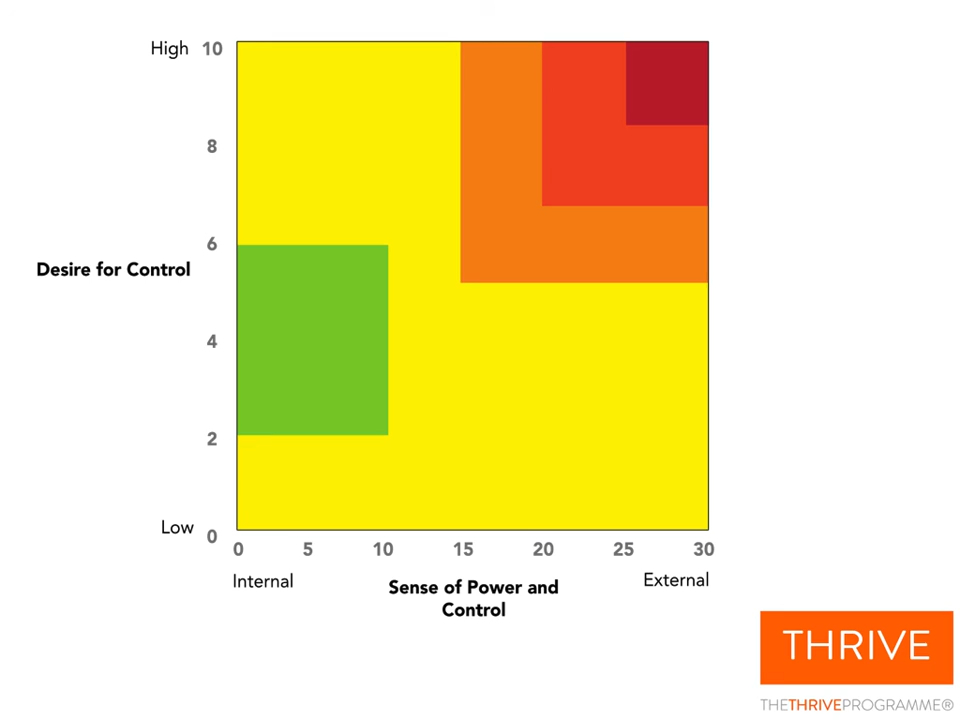 High 10
8
6
Desire for Control
4
2
Low 0
0 5 10 15 20 25 30
Internal
External
Sense of Power and
Control
THRIVE
THETHRIVEPROGRAMME®